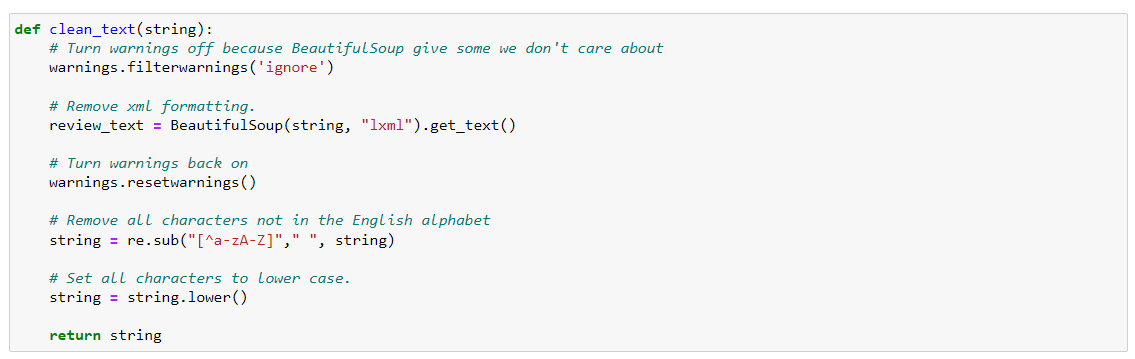 def clean_text(string):
    # Turn warnings off because BeautifulSoup give some we don't care about
    warnings.filterwarnings('ignore')

    # Remove xml formatting.
    review_text = BeautifulSoup(string, "lxml").get_text()

    # Turn warnings back on
    warnings.resetwarnings()

    # Remove all characters not in the English alphabet
    string = re.sub("[^a-zA-Z]"," ", string)

    # Set all characters to lower case.
    string = string.lower()

    return string